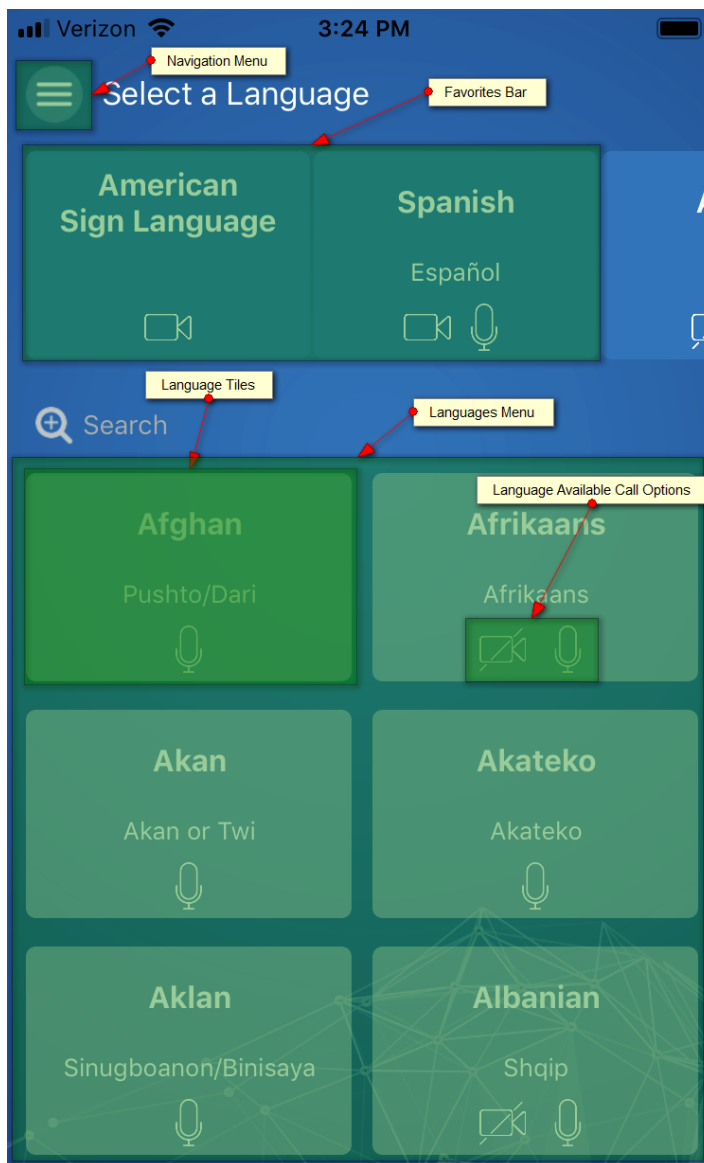 Verizon 3:24 PM
Navigation Menu
Select a Language
Favorites Bar
American
Sign Language
Spanish
Español
A
Language Tiles
Search
Languages Menu
Language Available Call Options
Afghan
Afrikaans
Pushto/Dari
Afrikaans
Akan
Akateko
Akan or Twi
Akateko
Aklan
Albanian
Sinugboanon/Binisaya
Shqip